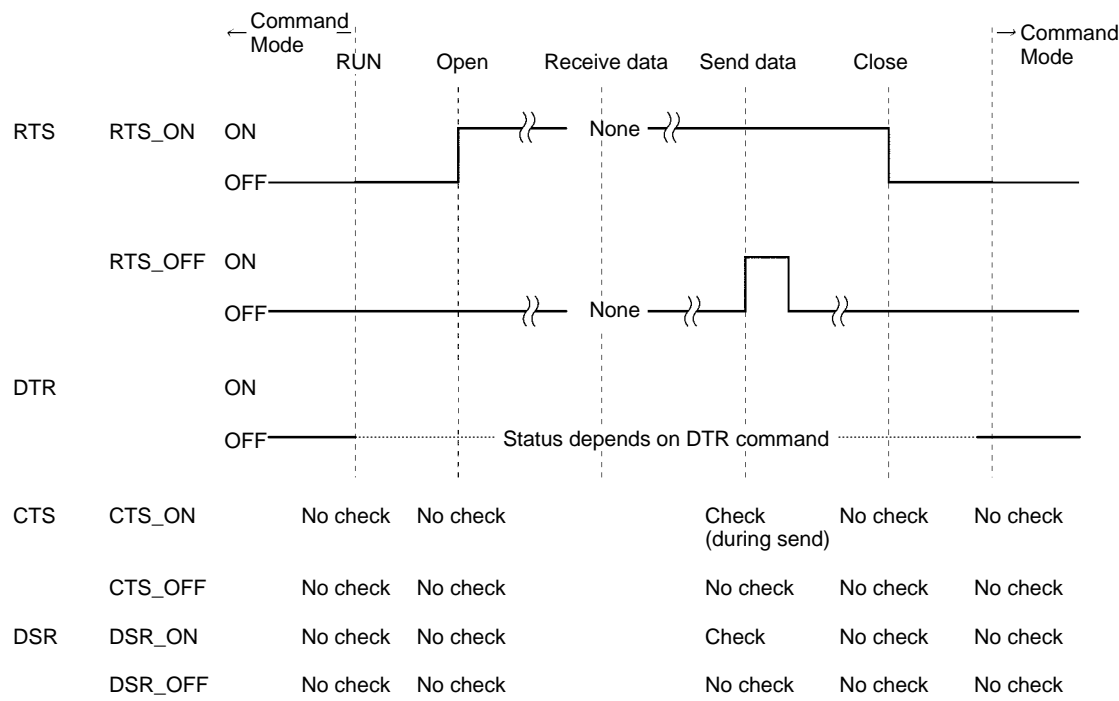 ← Command Mode
→ Command Mode
RUN Open Receive data Send data Close
RTS RTS_ON ON
None
OFF
RTS_OFF ON
OFF None
DTR ON
OFF Status depends on DTR command
CTS CTS_ON No check No check Check (during send) No check No check
CTS_OFF No check No check No check No check No check
DSR DSR_ON No check No check Check No check No check
DSR_OFF No check No check No check No check No check